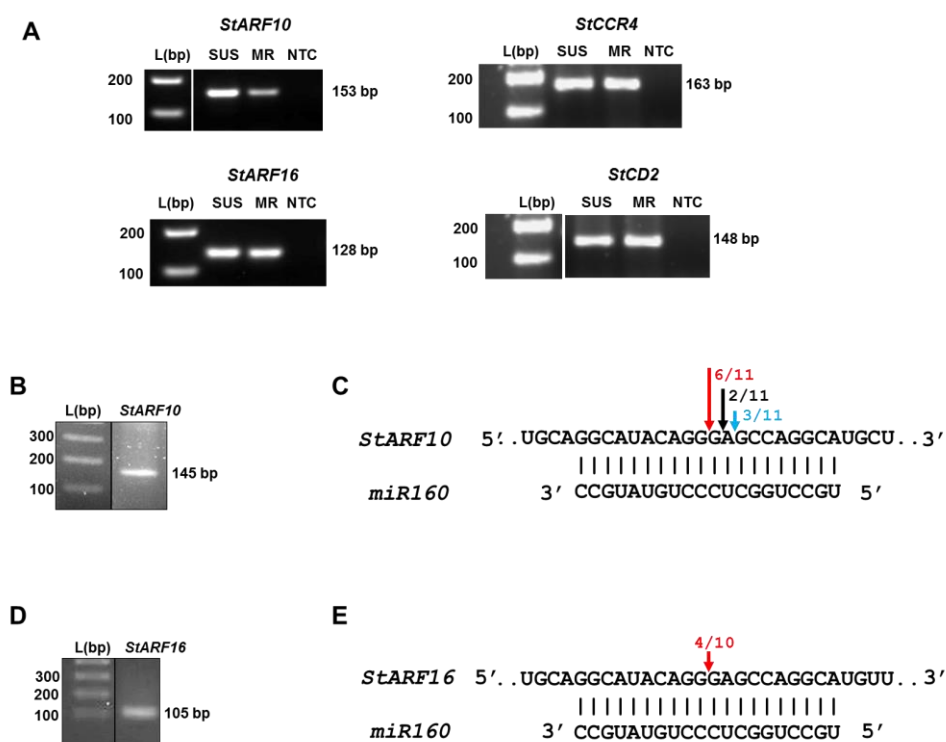 A
StARF10
L(bp) SUS MR NTC
200
100
153 bp
StCCR4
L(bp) SUS MR NTC
200
100
163 bp
StARF16
L(bp) SUS MR NTC
200
100
128 bp
StCD2
L(bp) SUS MR NTC
200
100
148 bp
B
L(bp) StARF10
300
200
100
145 bp
C
6/11
2/11
3/11
StARF10 5′..UGCAGGCAUACAGGGAGCCAGGCAUGCU..3′
miR160 3′ CCGUAUGUCCCUCGGUCCGU 5′
D
L(bp) StARF16
300
200
100
105 bp
E
4/10
StARF16 5′..UGCAGGCAUACAGGGAGCCAGGCAUGUU..3′
miR160 3′ CCGUAUGUCCCUCGGUCCGU 5′